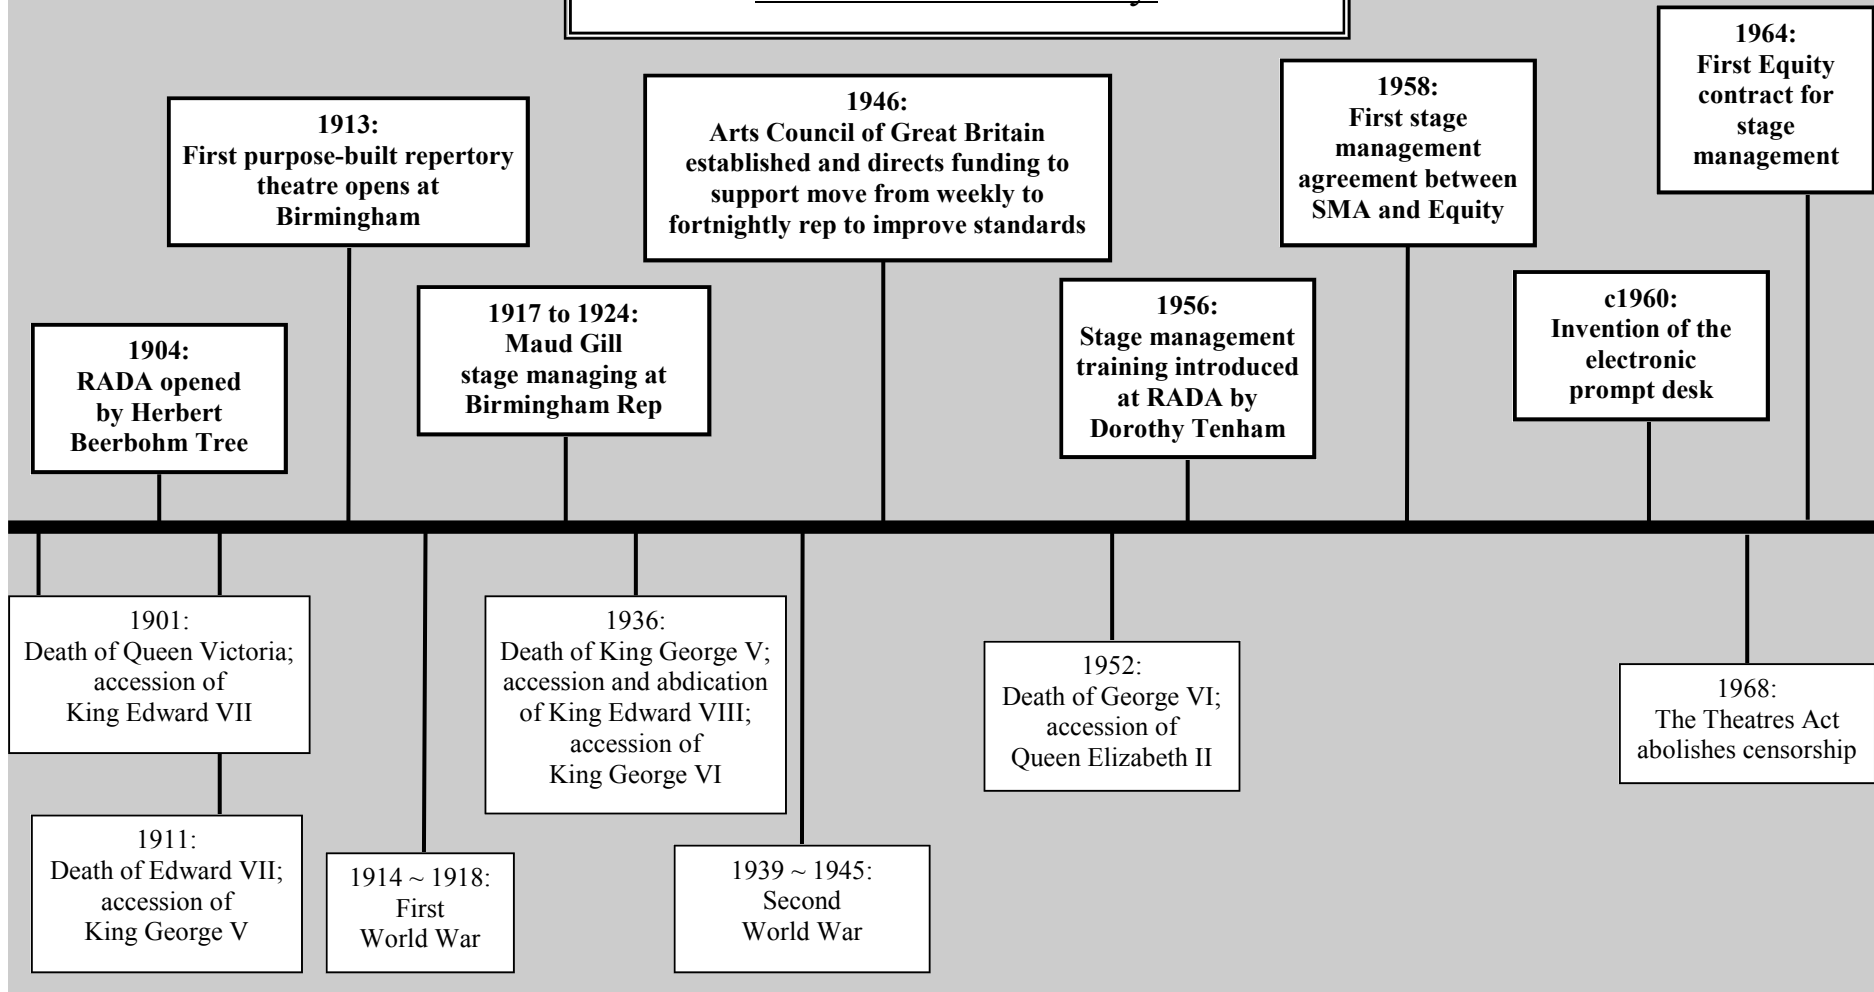 1964:
First Equity
contract for
stage
management
1958:
First stage
management
agreement between
SMA and Equity
1946:
Arts Council of Great Britain
established and directs funding to
support move from weekly to
fortnightly rep to improve standards
1913:
First purpose-built repertory
theatre opens at
Birmingham
c1960:
Invention of the
electronic
prompt desk
1956:
Stage management
training introduced
at RADA by
Dorothy Tenham
1917 to 1924:
Maud Gill
stage managing at
Birmingham Rep
1904:
RADA opened
by Herbert
Beerbohm Tree
1901:
Death of Queen Victoria;
accession of
King Edward VII
1936:
Death of King George V;
accession and abdication
of King Edward VIII;
accession of
King George VI
1952:
Death of George VI;
accession of
Queen Elizabeth II
1968:
The Theatres Act
abolishes censorship
1911:
Death of Edward VII;
accession of
King George V
1914 ~ 1918:
First
World War
1939 ~ 1945:
Second
World War